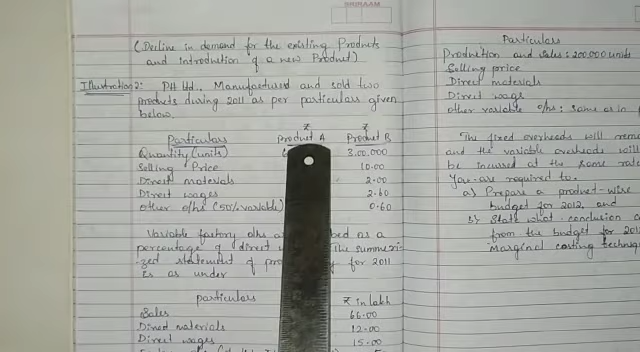 (Decline in demand for the existing Products
and Introduction of a new Product)
Illustration 2: PH Ltd., Manufactured and sold two
products during 2011 as per particulars given
below.
₹ ₹
Particulars Product A Product B
Quantity (units) 3,00,000
Selling Price 10.00
Direct materials 2.00
Direct wages 2.60
other o/hs (50% variable) 0.60
Variable factory o/hs as a
percentage of direct The summeri-
ized statement of for 2011
is as under
particulars ₹ in lakh
Sales 66.00
Direct materials 12.00
Direct wages 15.00
Particulars
Production and sales: 200,000 units
Selling price
Direct materials
Direct wages
other variable o/hs: same as in
The fixed overheads will
and the variable overheads will
be incurred at the same rate
You are required to.
a) Prepare a product-wise
budget for 2012, and
b) State what conclusion
from the budget for
Marginal costing